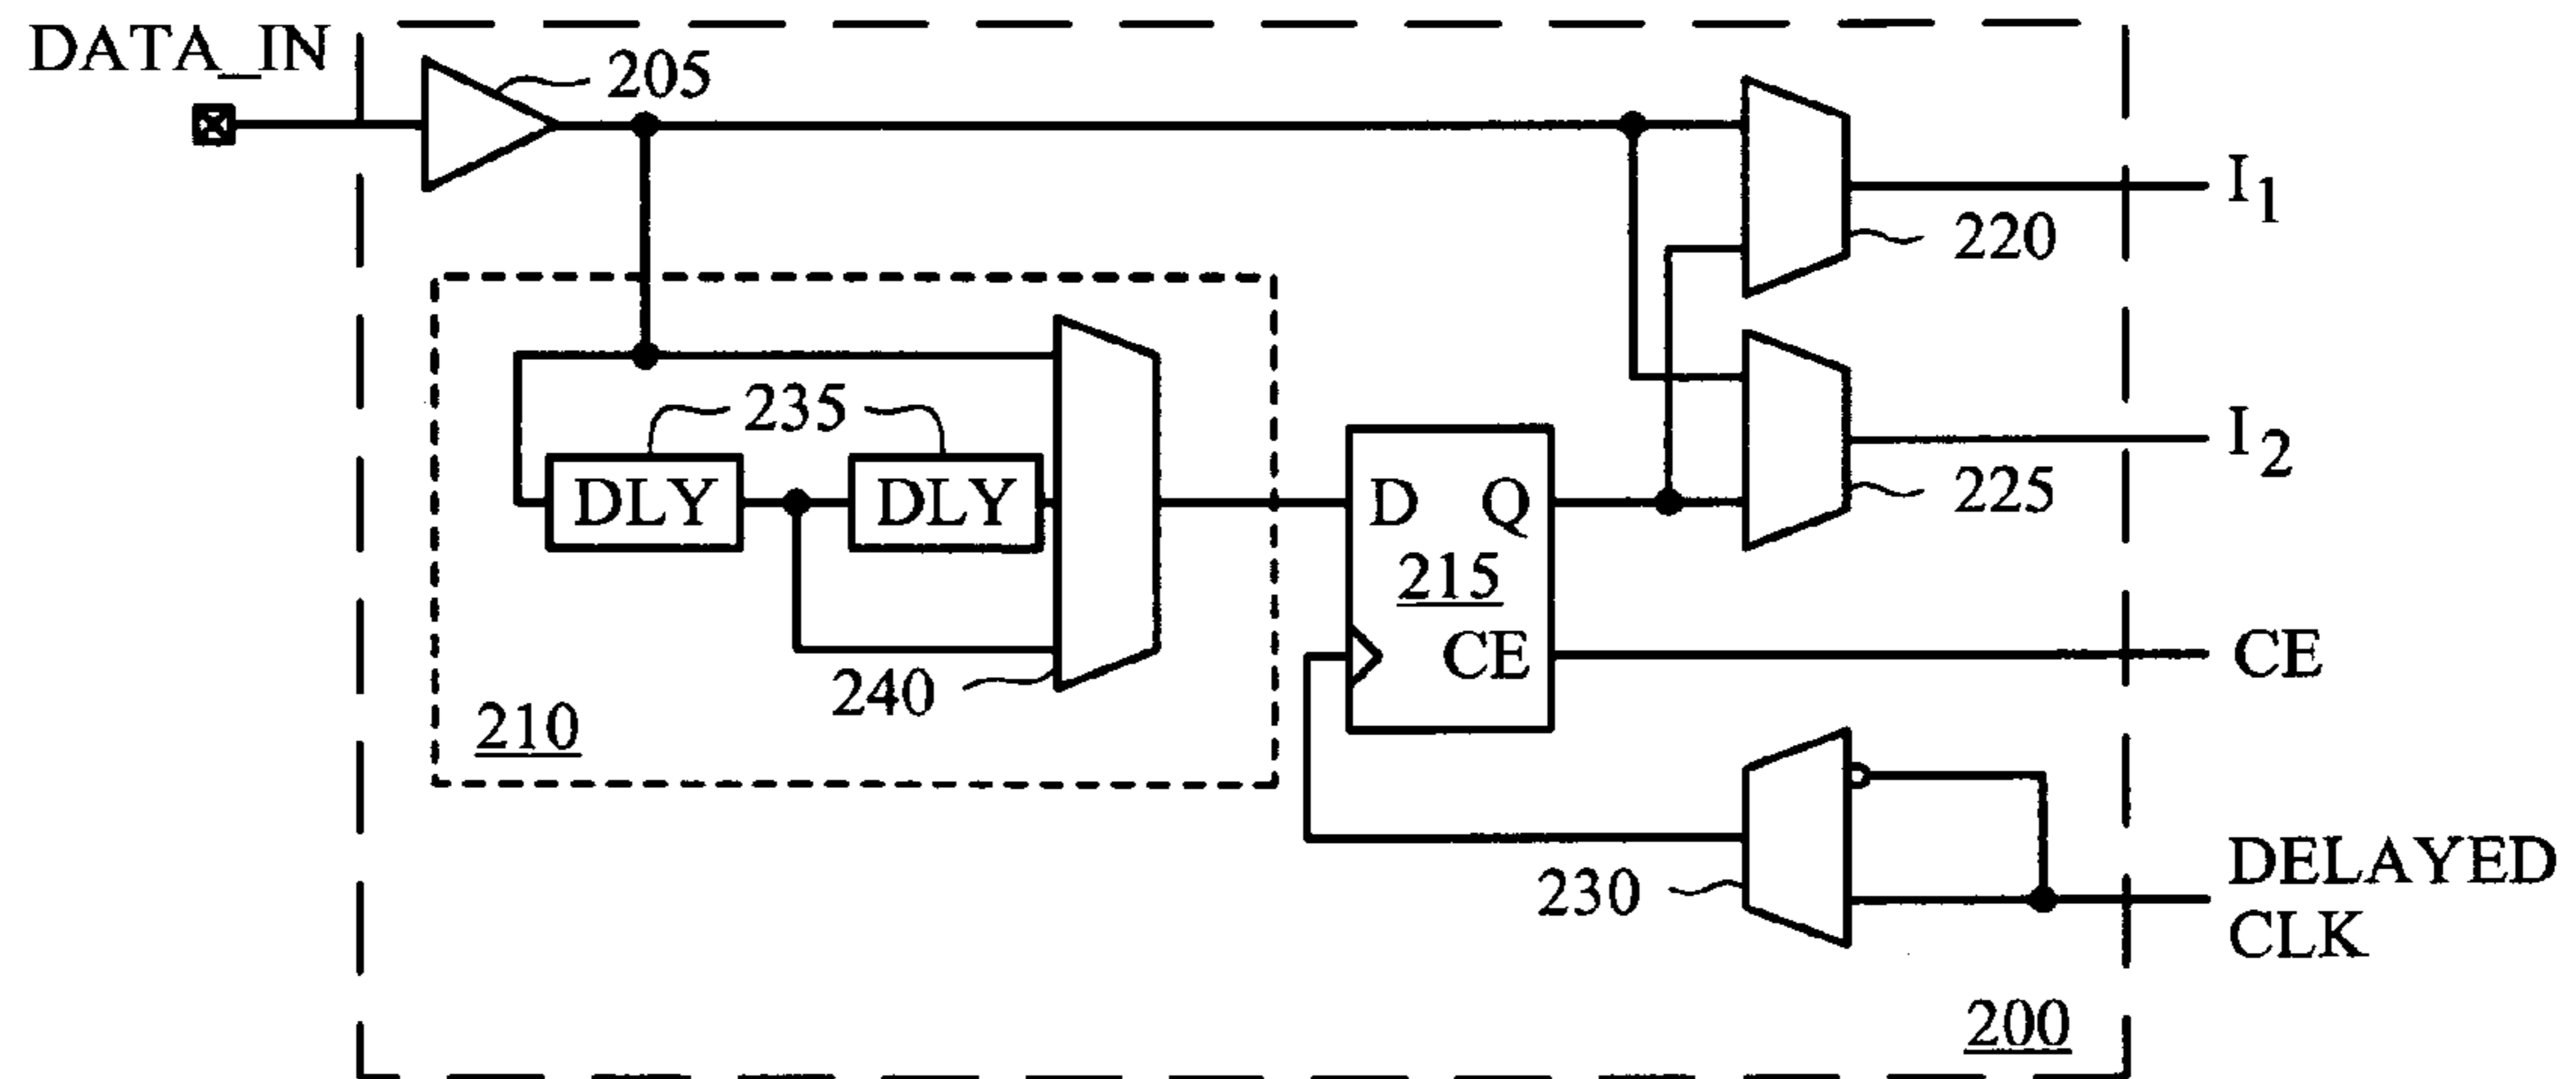 DATA_IN
205
I1
220
235
DLY
DLY
I2
225
D
Q
215
CE
CE
240
210
230
DELAYED
CLK
200